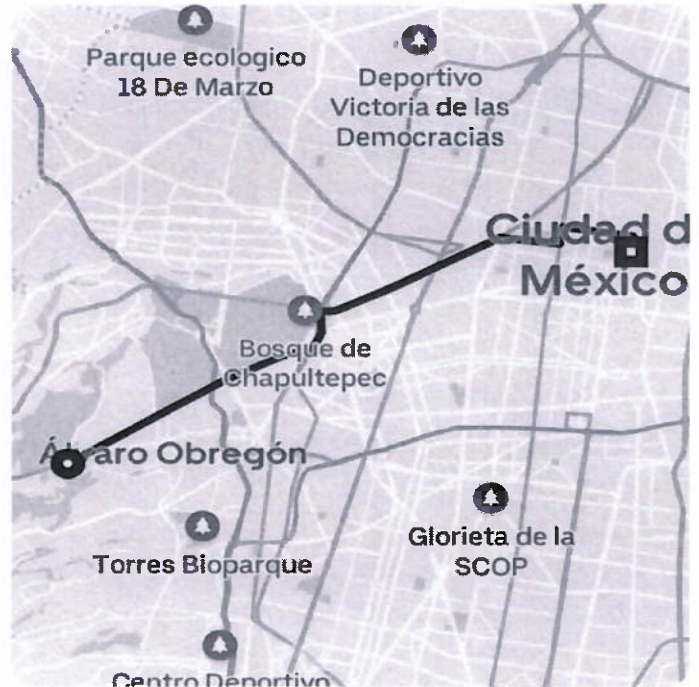 Parque ecologico
18 De Marzo
Deportivo
Victoria de las
Democracias
Ciudad d
México
Bosque de
Chapultepec
Álvaro Obregón
Glorieta de la
SCOP
Torres Bioparque
Centro Deportivo